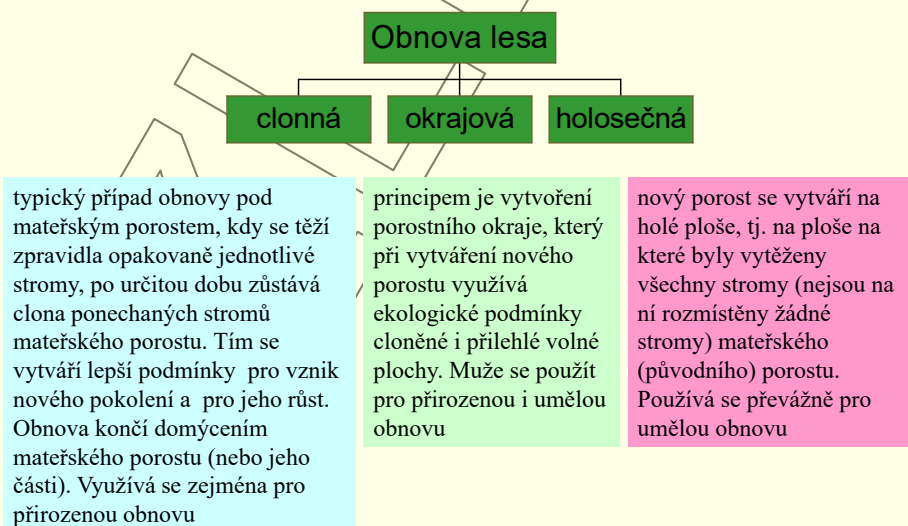 Obnova lesa
clonná
okrajová
holosečná
typický případ obnovy pod
mateřským porostem, kdy se těží
zpravidla opakovaně jednotlivé
stromy, po určitou dobu zůstává
clona ponechaných stromů
mateřského porostu. Tím se
vytváří lepší podmínky pro vznik
nového pokolení a pro jeho růst.
Obnova končí domýcením
mateřského porostu (nebo jeho
části). Využívá se zejména pro
přirozenou obnovu
principem je vytvoření
porostního okraje, který
při vytváření nového
porostu využívá
ekologické podmínky
cloněné i přilehlé volné
plochy. Muže se použít
pro přirozenou i umělou
obnovu
nový porost se vytváří na
holé ploše, tj. na ploše na
které byly vytěženy
všechny stromy (nejsou na
ní rozmístěny žádné
stromy) mateřského
(původního) porostu.
Používá se převážně pro
umělou obnovu